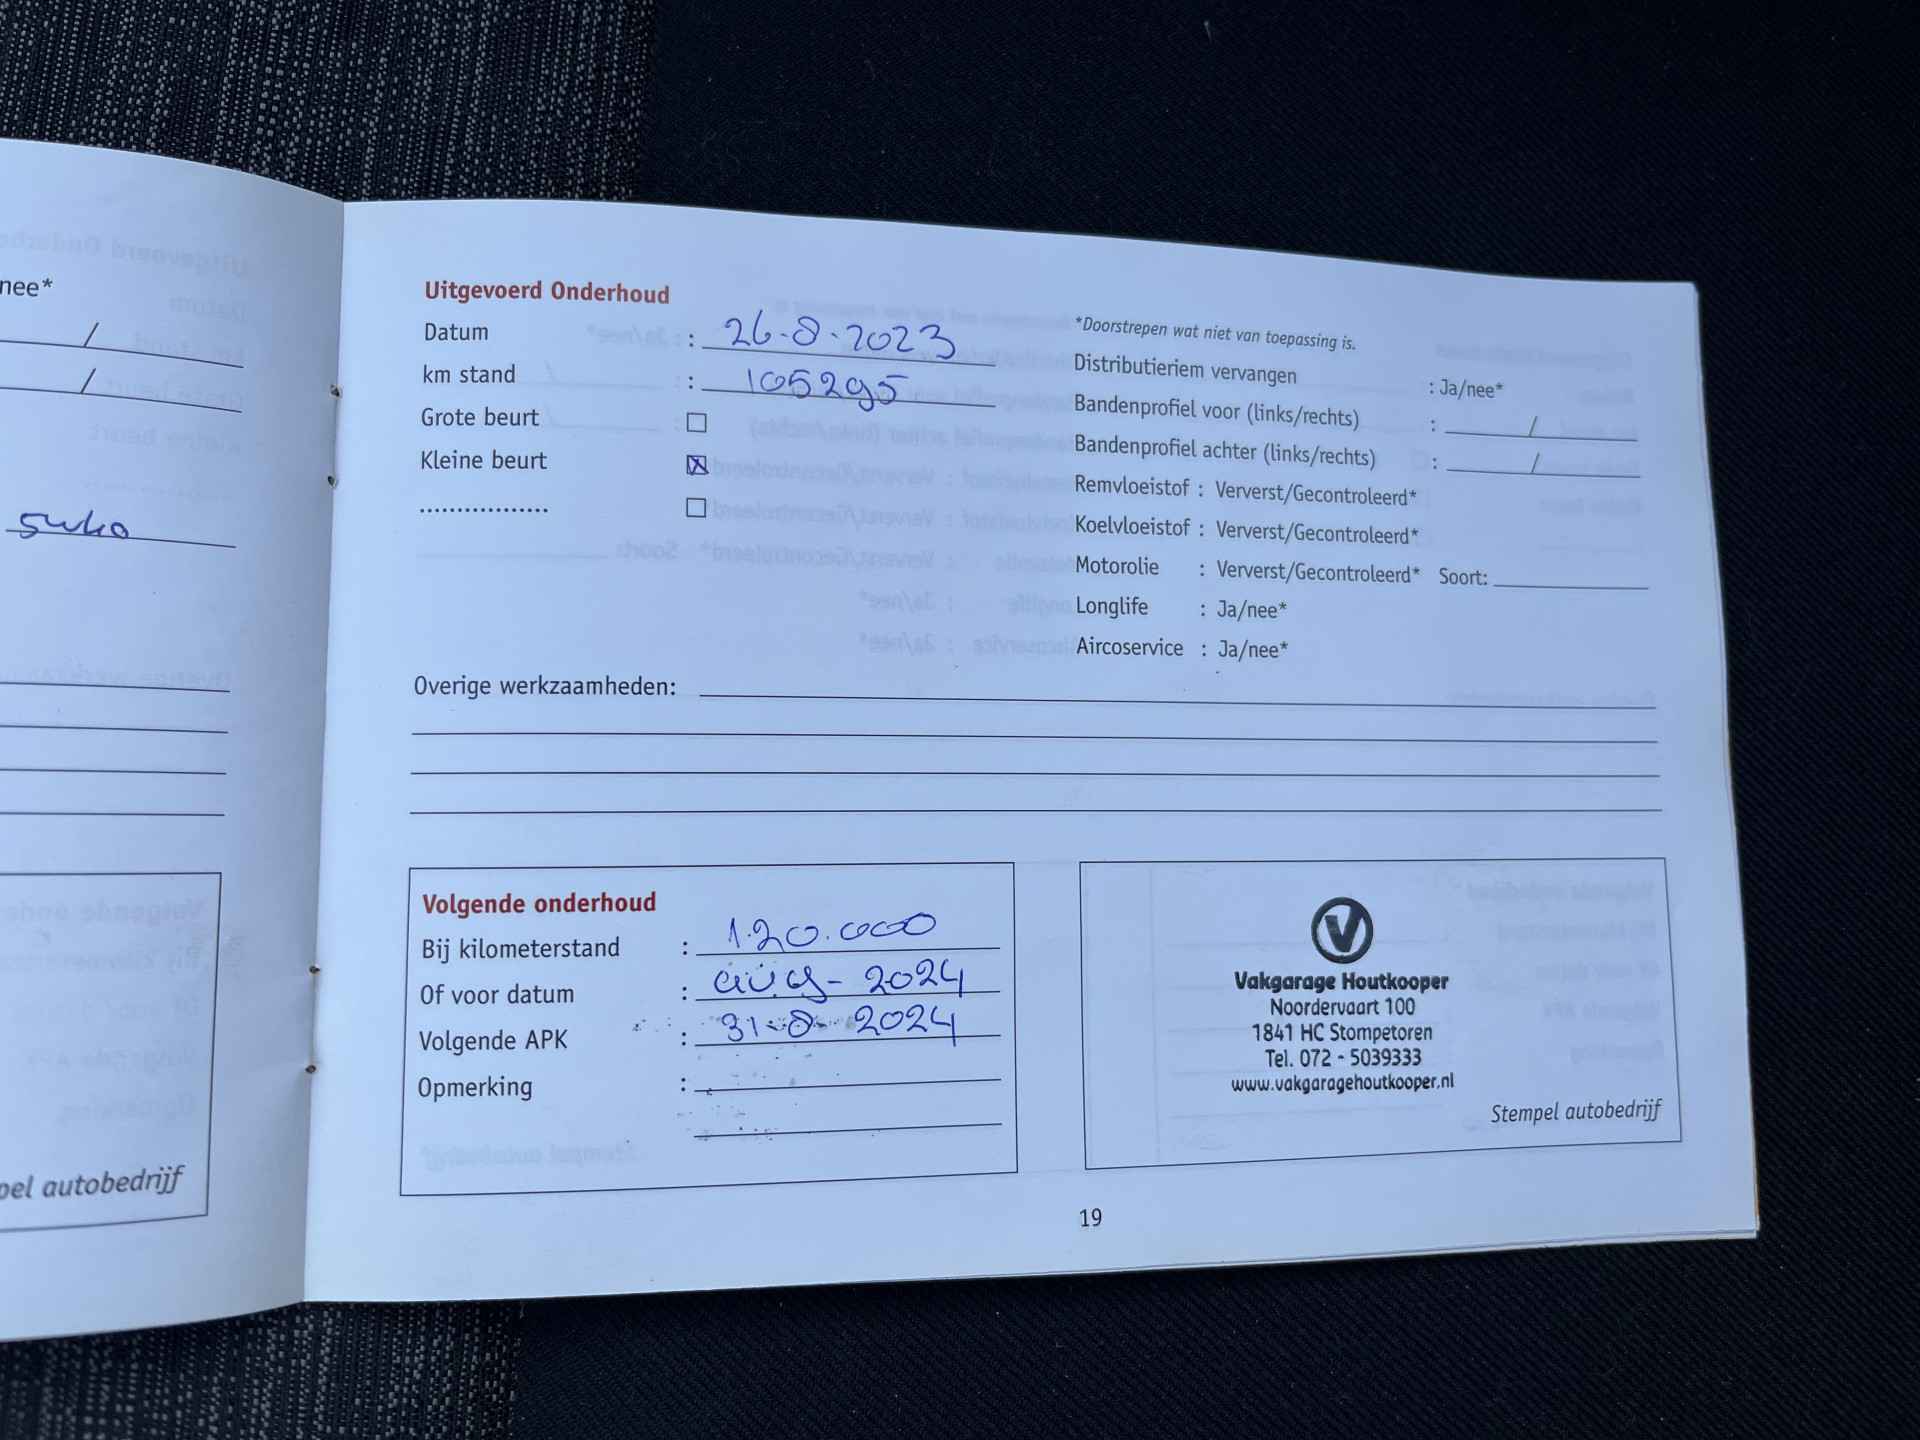 nee*
/
/
5w40
pel autobedrijf
Uitgevoerd Onderhoud
Datum : 26-8-2023
km stand : 105295
Grote beurt
Kleine beurt X
.................
*Doorstrepen wat niet van toepassing is.
Distributieriem vervangen : Ja/nee*
Bandenprofiel voor (links/rechts) : /
Bandenprofiel achter (links/rechts) : /
Remvloeistof : Ververst/Gecontroleerd*
Koelvloeistof : Ververst/Gecontroleerd*
Motorolie : Ververst/Gecontroleerd* Soort:
Longlife : Ja/nee*
Aircoservice : Ja/nee*
Overige werkzaamheden:
Volgende onderhoud
Bij kilometerstand : 120.000
Of voor datum : aug- 2024
Volgende APK : 31-8-2024
Opmerking :
V
Vakgarage Houtkooper
Noordervaart 100
1841 HC Stompetoren
Tel. 072 - 5039333
www.vakgaragehoutkooper.nl
Stempel autobedrijf
19